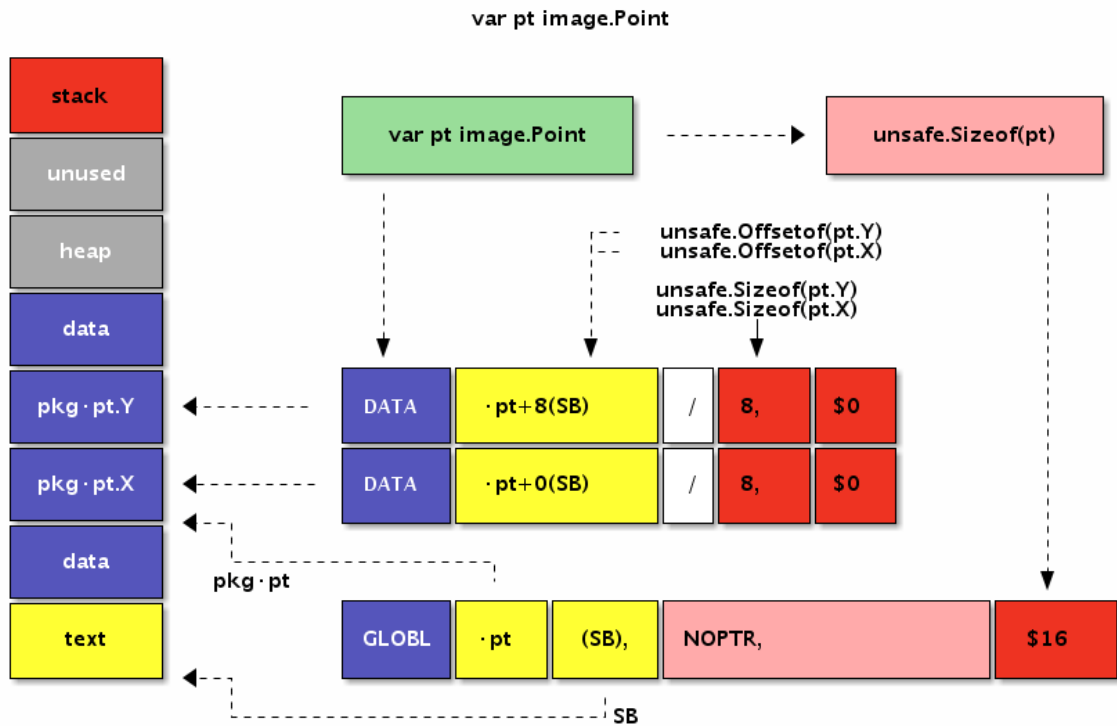 var pt image.Point
stack
var pt image.Point
unsafe.Sizeof(pt)
unused
heap
unsafe.Offsetof(pt.Y)
unsafe.Offsetof(pt.X)
unsafe.Sizeof(pt.Y)
unsafe.Sizeof(pt.X)
data
pkg·pt.Y
DATA ·pt+8(SB) / 8, $0
pkg·pt.X
DATA ·pt+0(SB) / 8, $0
data
pkg·pt
text
GLOBL ·pt (SB), NOPTR, $16
SB